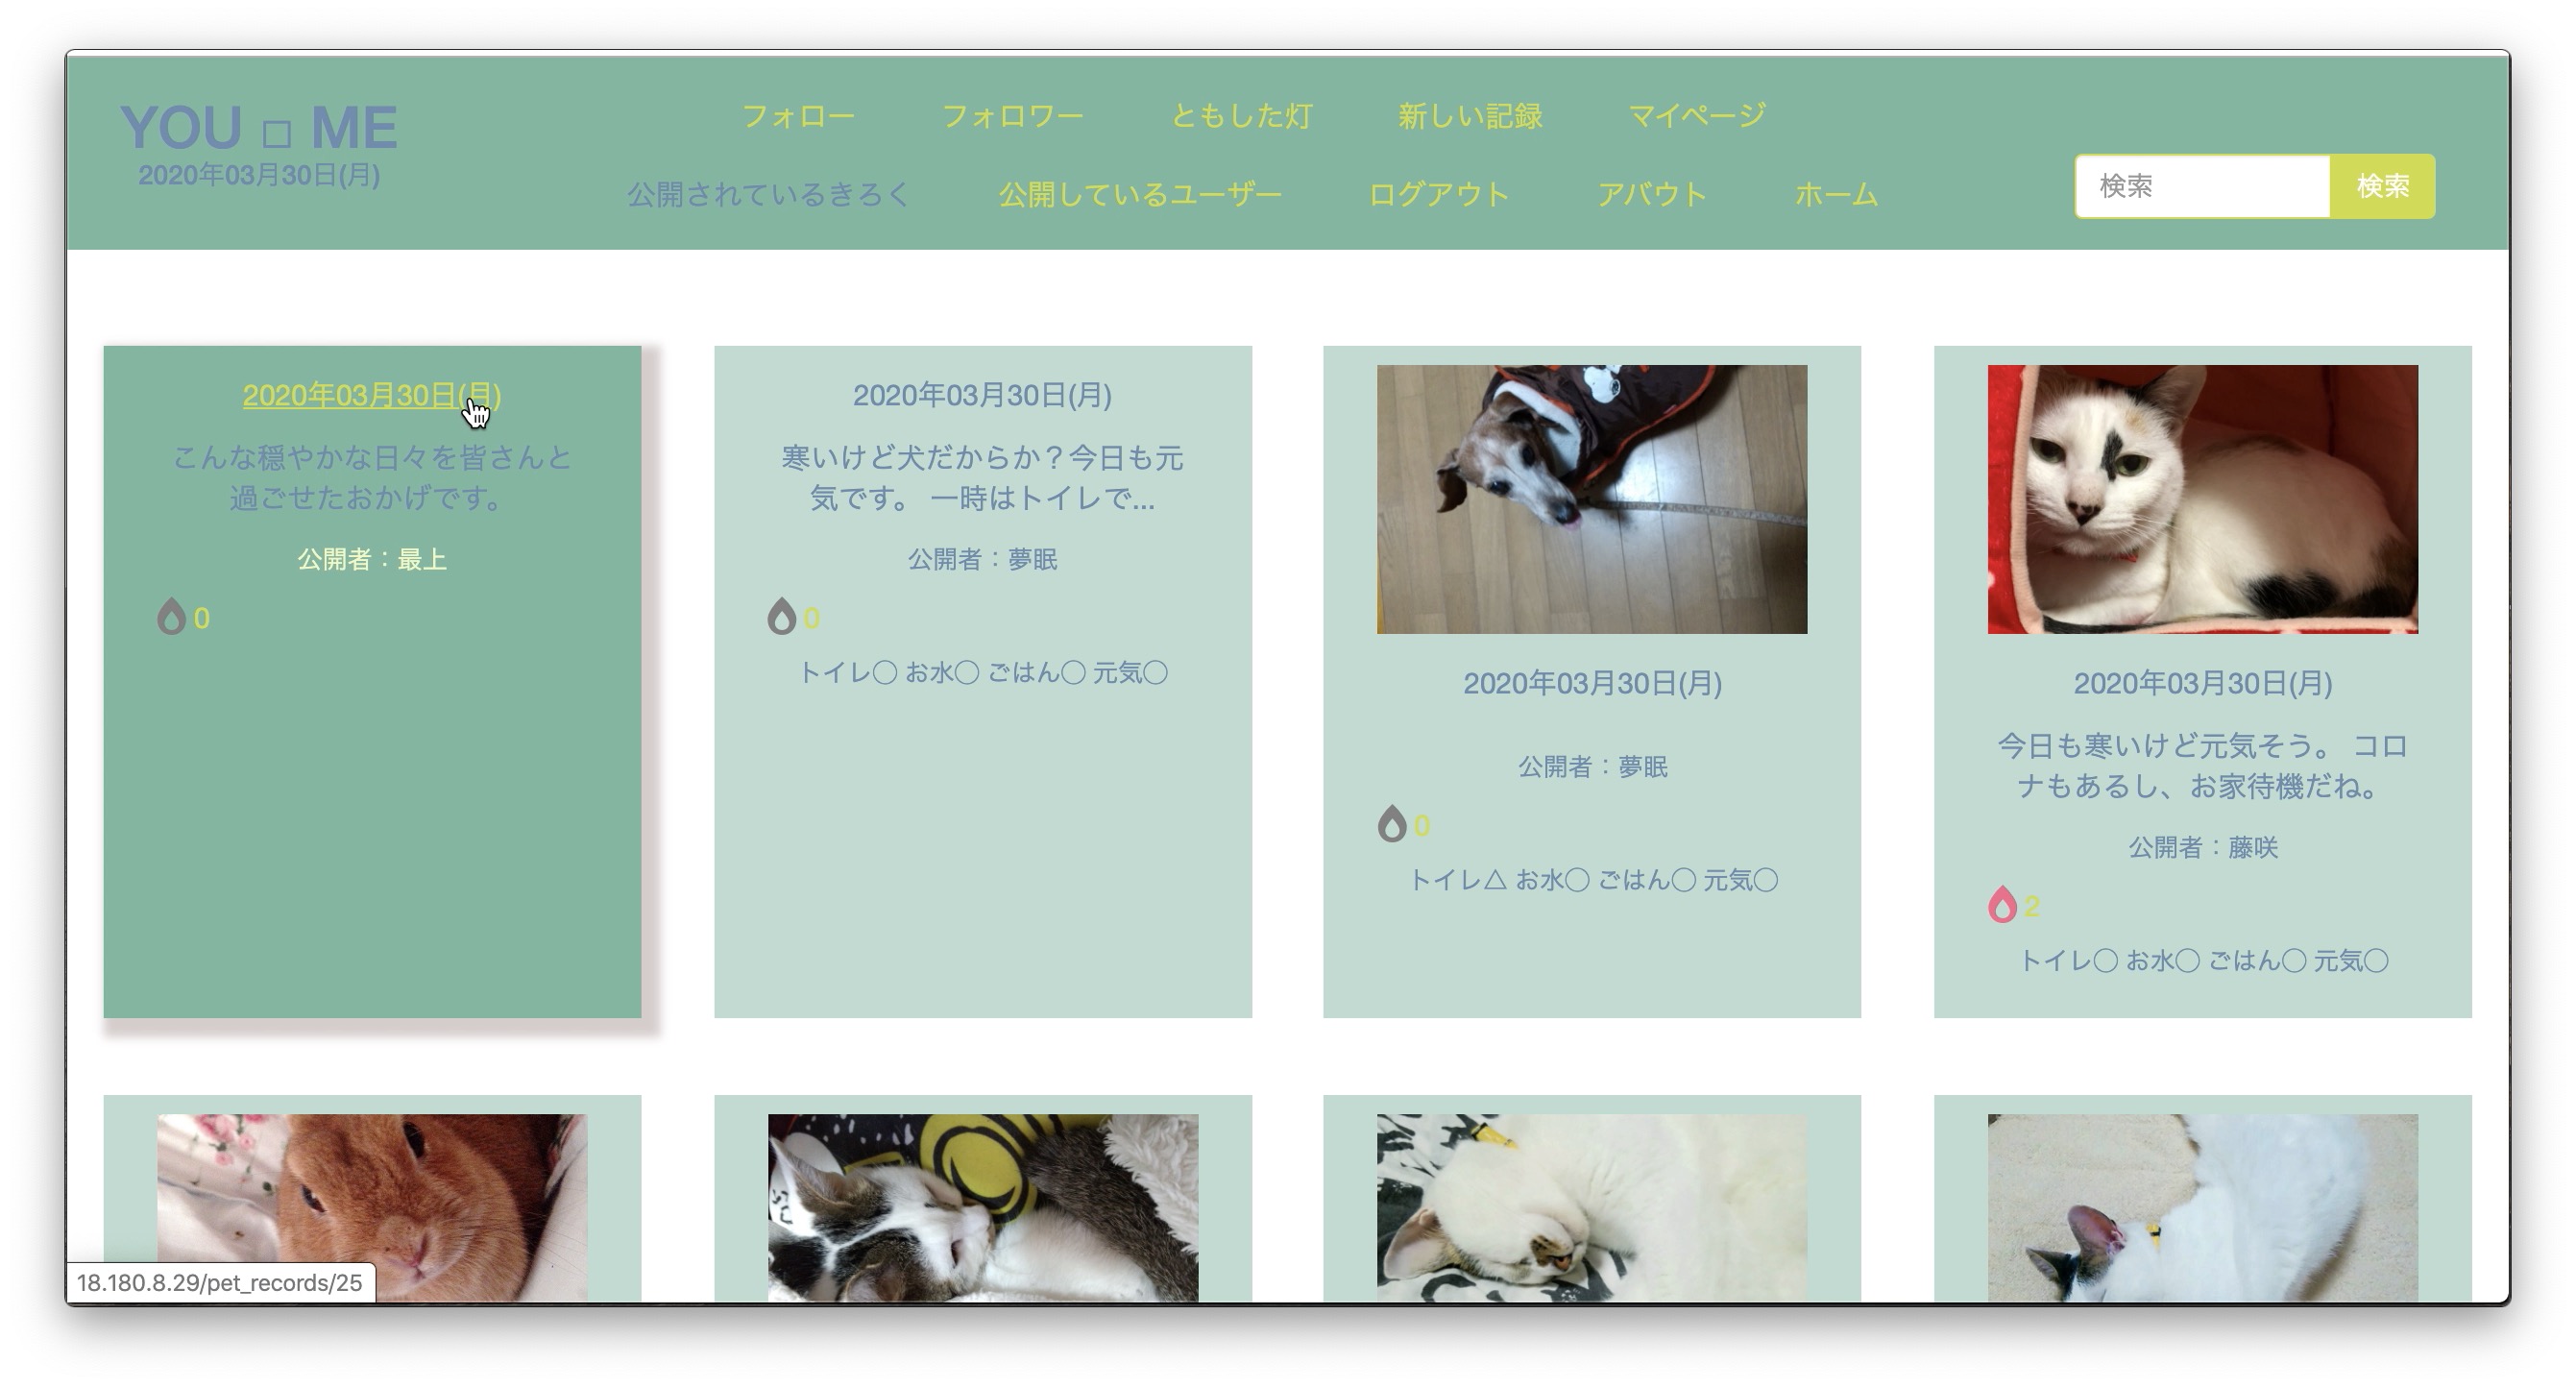 YOU □ ME
2020年03月30日(月)
フォロー フォロワー ともした灯 新しい記録 マイページ
公開されているきろく 公開しているユーザー ログアウト アバウト ホーム
検索 検索
2020年03月30日(月)
こんな穏やかな日々を皆さんと
過ごせたおかげです。
公開者：最上
0
2020年03月30日(月)
寒いけど犬だからか？今日も元
気です。 一時はトイレで...
公開者：夢眠
0
トイレ◯ お水◯ ごはん◯ 元気◯
2020年03月30日(月)
公開者：夢眠
0
トイレ△ お水◯ ごはん◯ 元気◯
2020年03月30日(月)
今日も寒いけど元気そう。 コロ
ナもあるし、お家待機だね。
公開者：藤咲
2
トイレ◯ お水◯ ごはん◯ 元気◯
18.180.8.29/pet_records/25